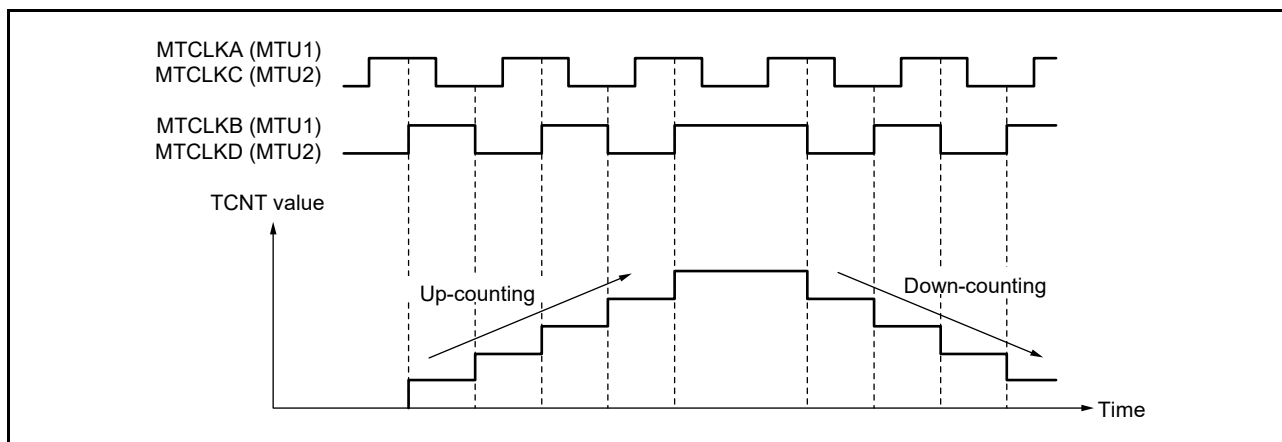 MTCLKA (MTU1)
MTCLKC (MTU2)
MTCLKB (MTU1)
MTCLKD (MTU2)
TCNT value
Up-counting
Down-counting
Time